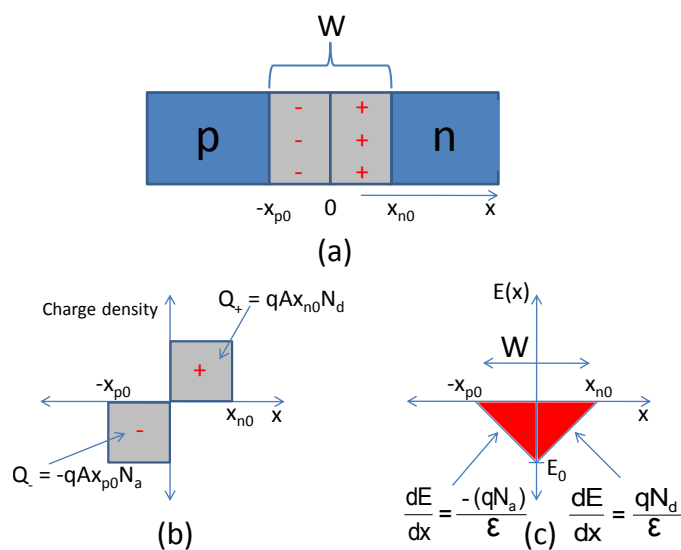 W
p
n
- +
- +
- +
-xp0 0 xn0 x
(a)
Charge density
Q+ = qAxn0Nd
+
-xp0
xn0 x
-
Q- = -qAxp0Na
(b)
E(x)
W
-xp0 xn0
x
E0
dE/dx = -(qNa)/ε
dE/dx = qNd/ε
(c)